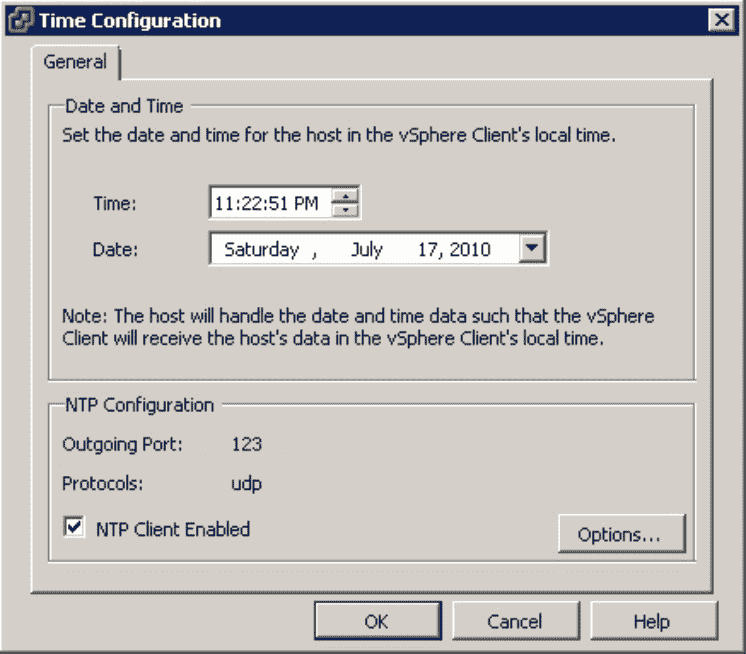 Time Configuration
General
Date and Time
Set the date and time for the host in the vSphere Client's local time.
Time: 11:22:51 PM
Date: Saturday , July 17, 2010
Note: The host will handle the date and time data such that the vSphere
Client will receive the host's data in the vSphere Client's local time.
NTP Configuration
Outgoing Port: 123
Protocols: udp
NTP Client Enabled
Options...
OK Cancel Help